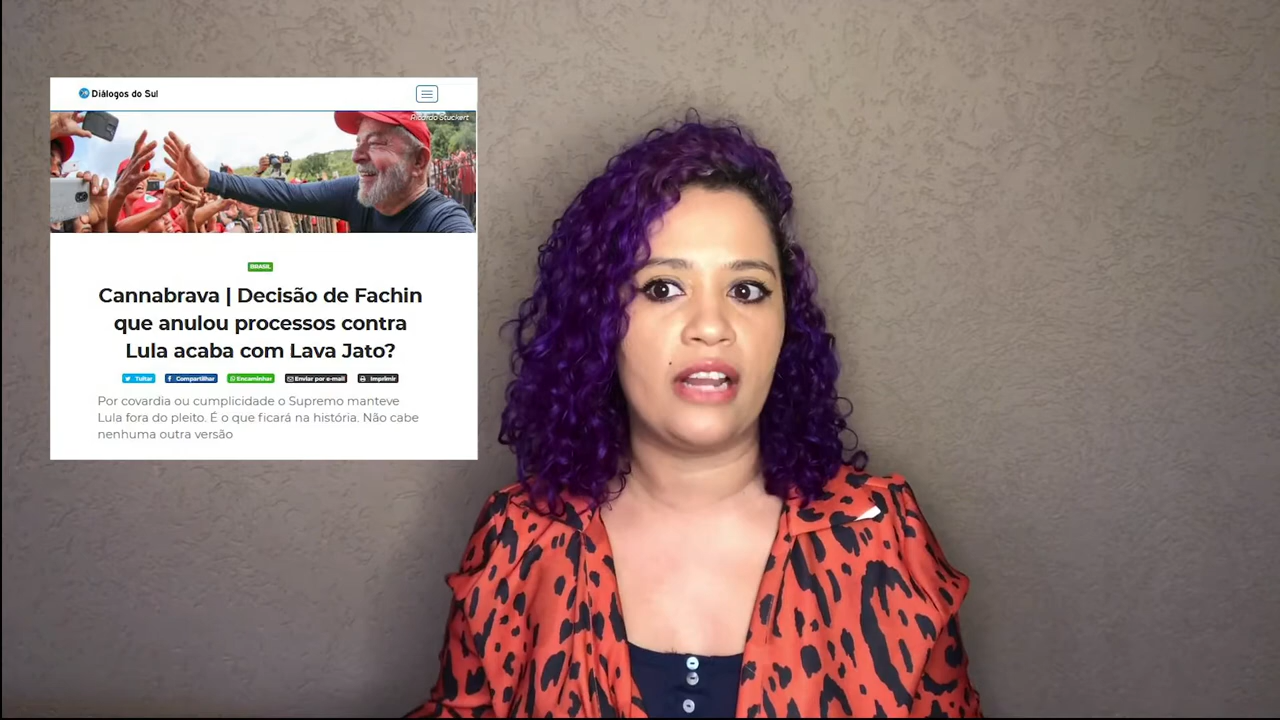 Diálogos do Sul
Ricardo Stuckert
BRASIL
Cannabrava | Decisão de Fachin
que anulou processos contra
Lula acaba com Lava Jato?
Tuitar Compartilhar Encaminhar Enviar por e-mail Imprimir
Por covardia ou cumplicidade o Supremo manteve
Lula fora do pleito. É o que ficará na história. Não cabe
nenhuma outra versão